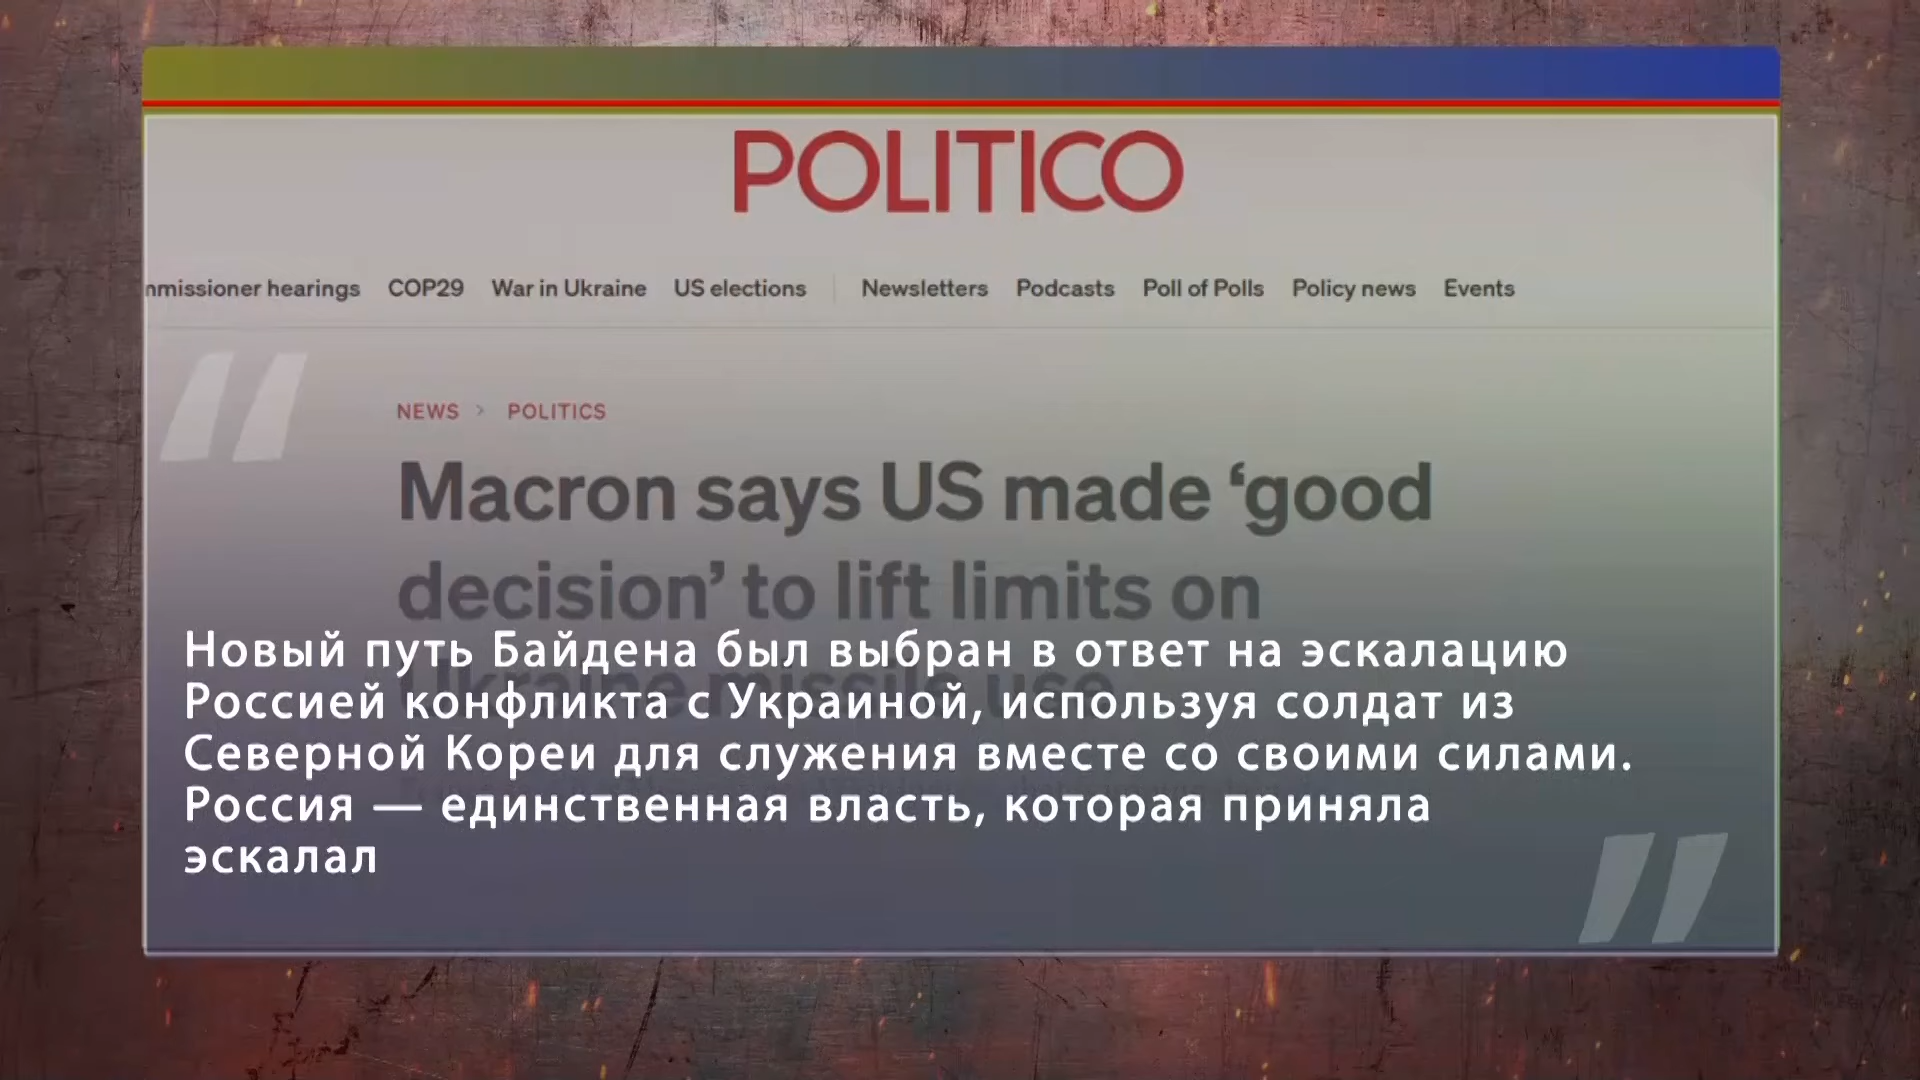 POLITICO
nmissioner hearings COP29 War in Ukraine US elections Newsletters Podcasts Poll of Polls Policy news Events
NEWS > POLITICS
Macron says US made ‘good
decision’ to lift limits on
Ukraine missile use
Новый путь Байдена был выбран в ответ на эскалацию
Россией конфликта с Украиной, используя солдат из
Северной Кореи для служения вместе со своими силами.
Россия — единственная власть, которая приняла
эскалал